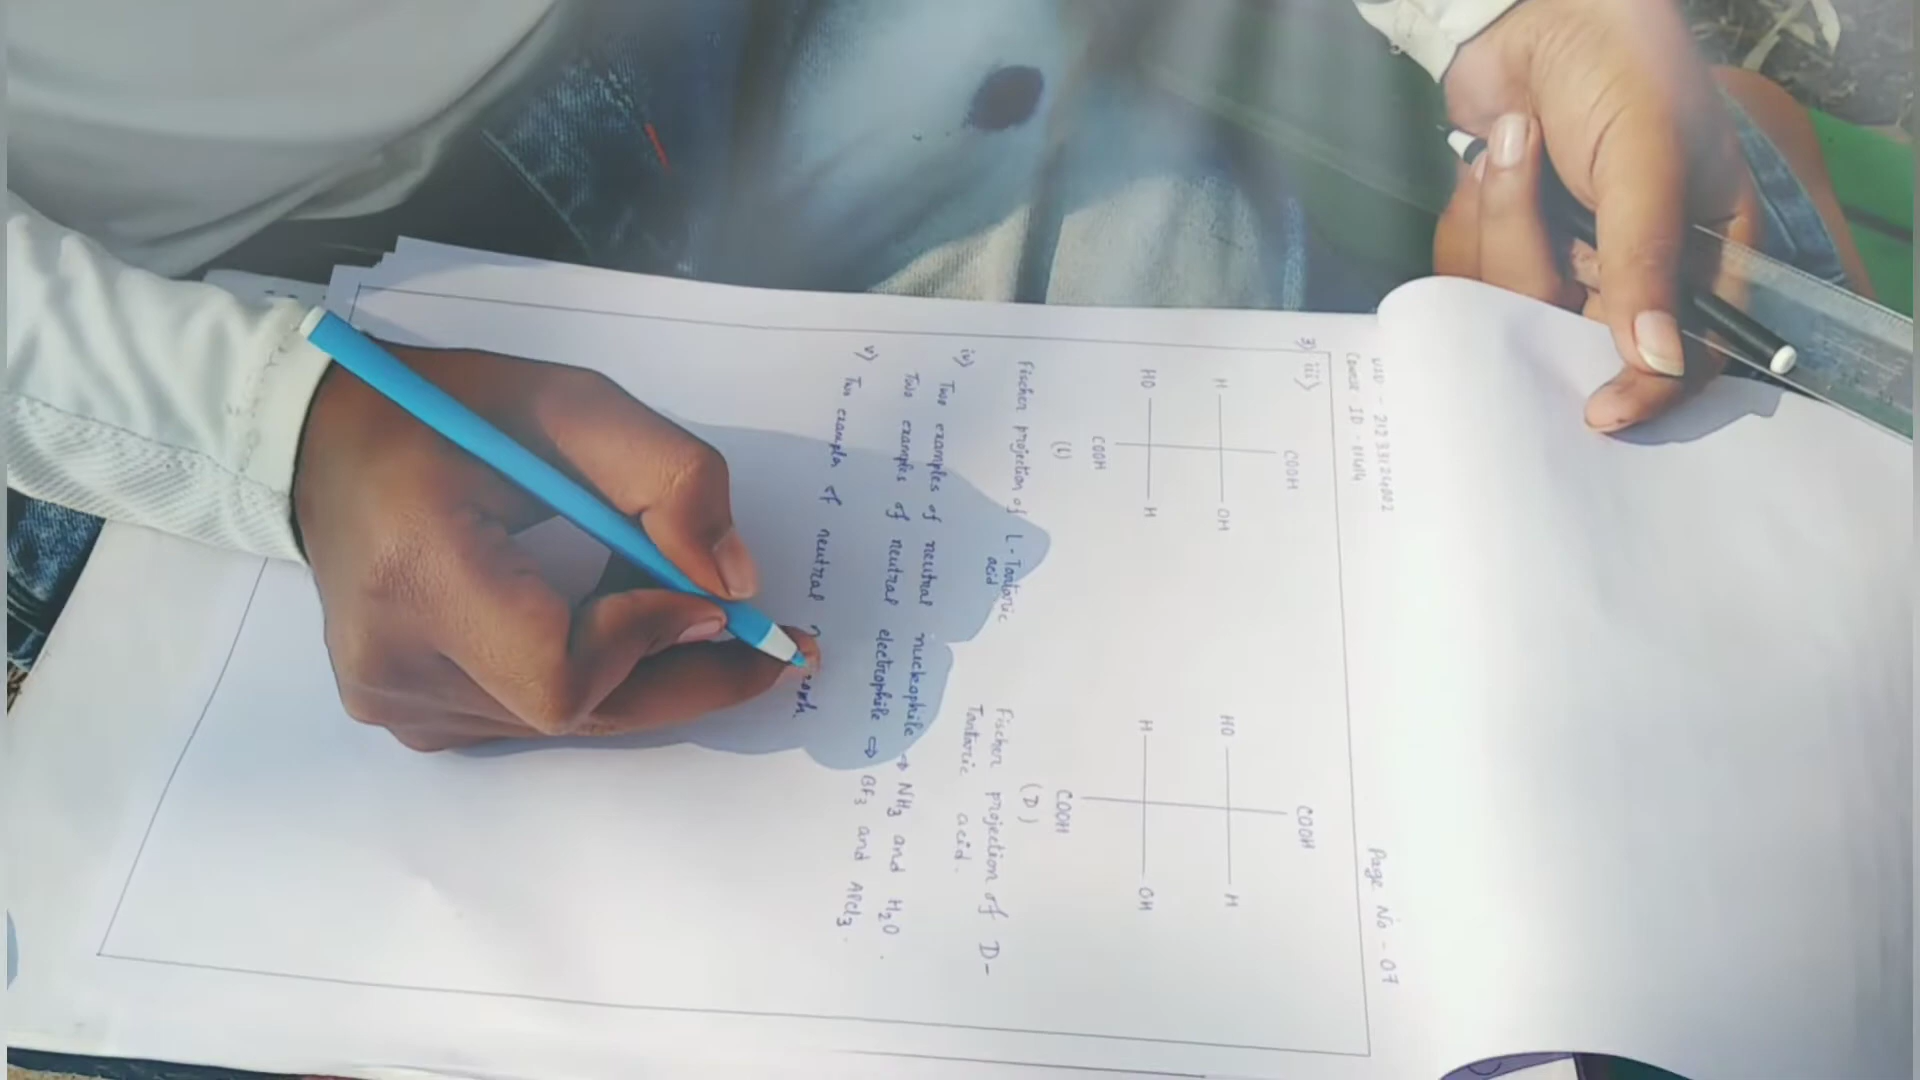 UID - 21233124002
Page No - 07
Course ID - 11414
3) iii)
COOH
COOH
H OH
HO H
HO H
H OH
COOH
COOH
(L)
(D)
Fischer projection of L-Tartaric
acid
Fischer projection of D-
Tartaric acid.
iv) Two examples of neutral nucleophile ⇒ NH3 and H2O.
Two examples of neutral electrophile ⇒ BF3 and AlCl3.
v) Two examples of neutral